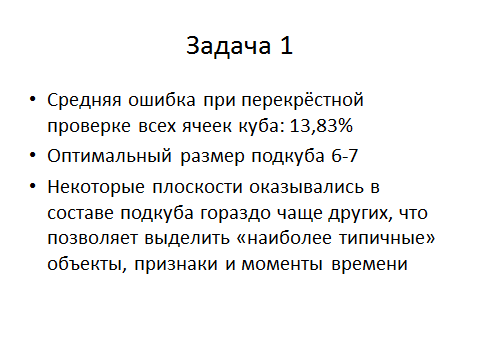 Задача 1
• Средняя ошибка при перекрёстной
проверке всех ячеек куба: 13,83%
• Оптимальный размер подкуба 6-7
• Некоторые плоскости оказывались в
составе подкуба гораздо чаще других, что
позволяет выделить «наиболее типичные»
объекты, признаки и моменты времени